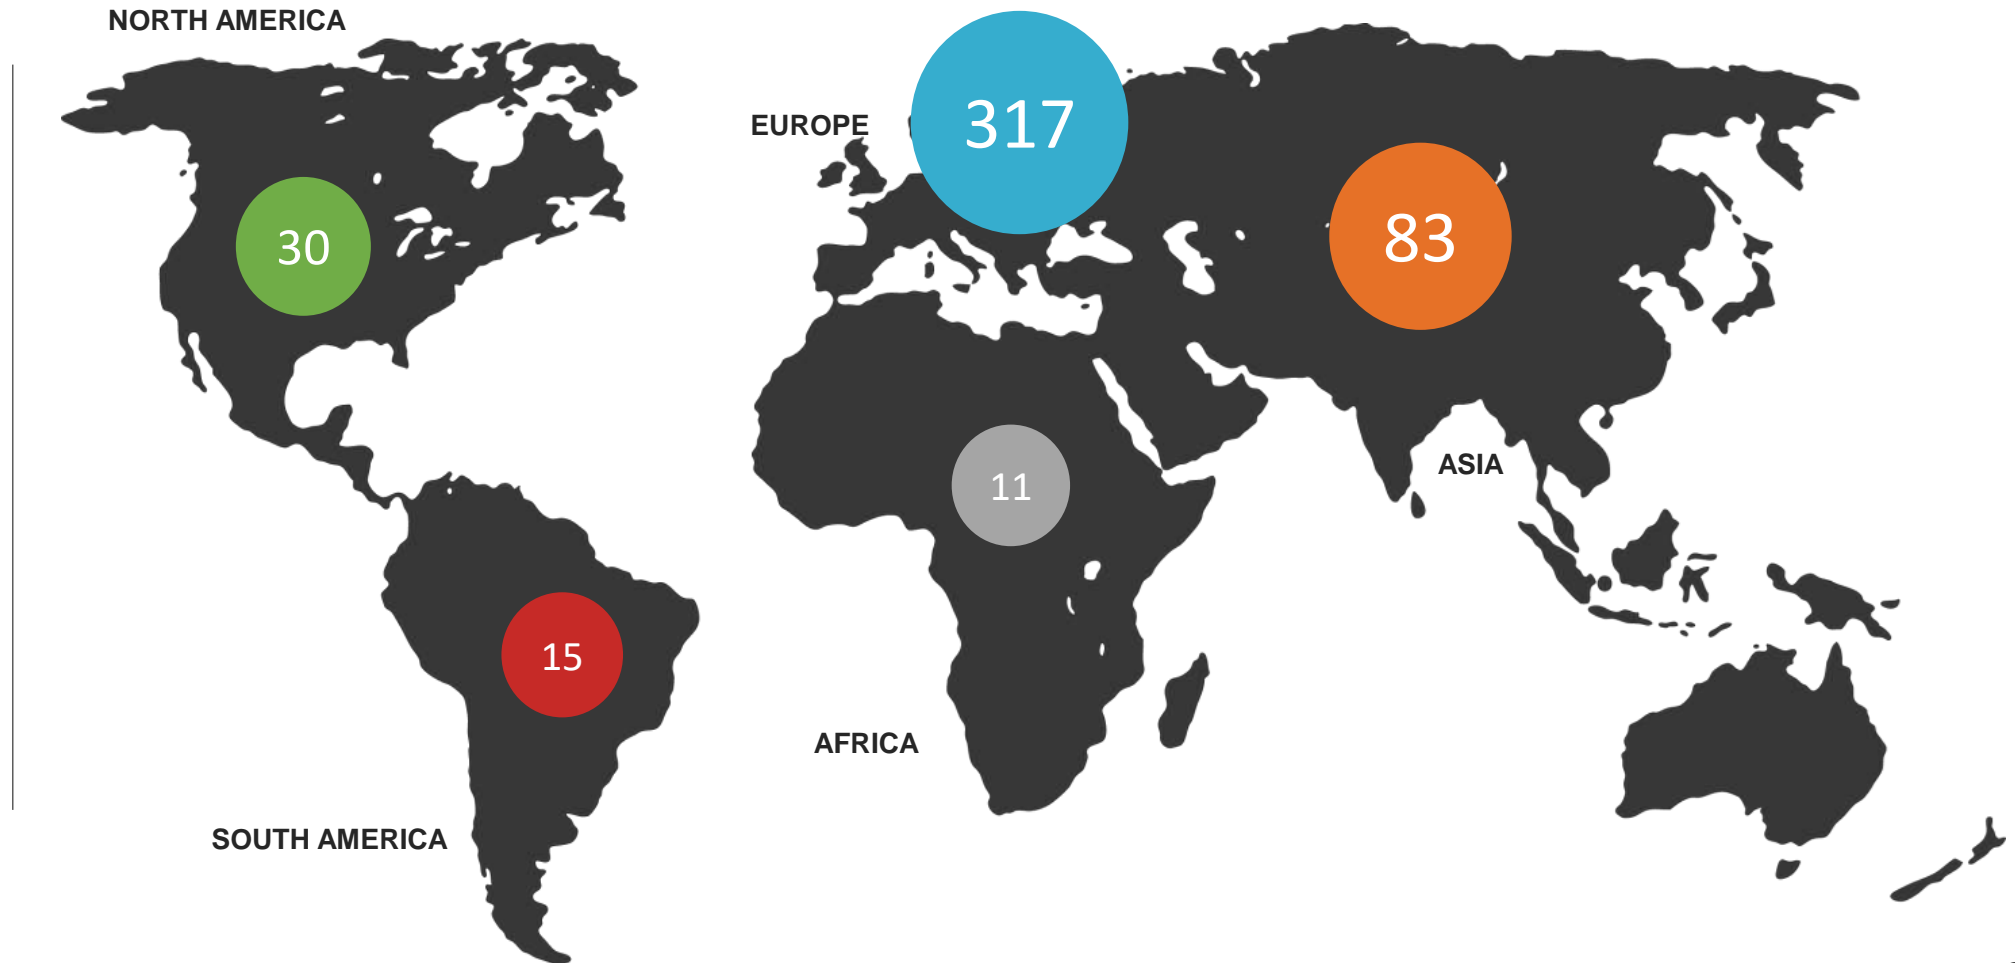 NORTH AMERICA
317
EUROPE
83
30
ASIA
11
15
AFRICA
SOUTH AMERICA